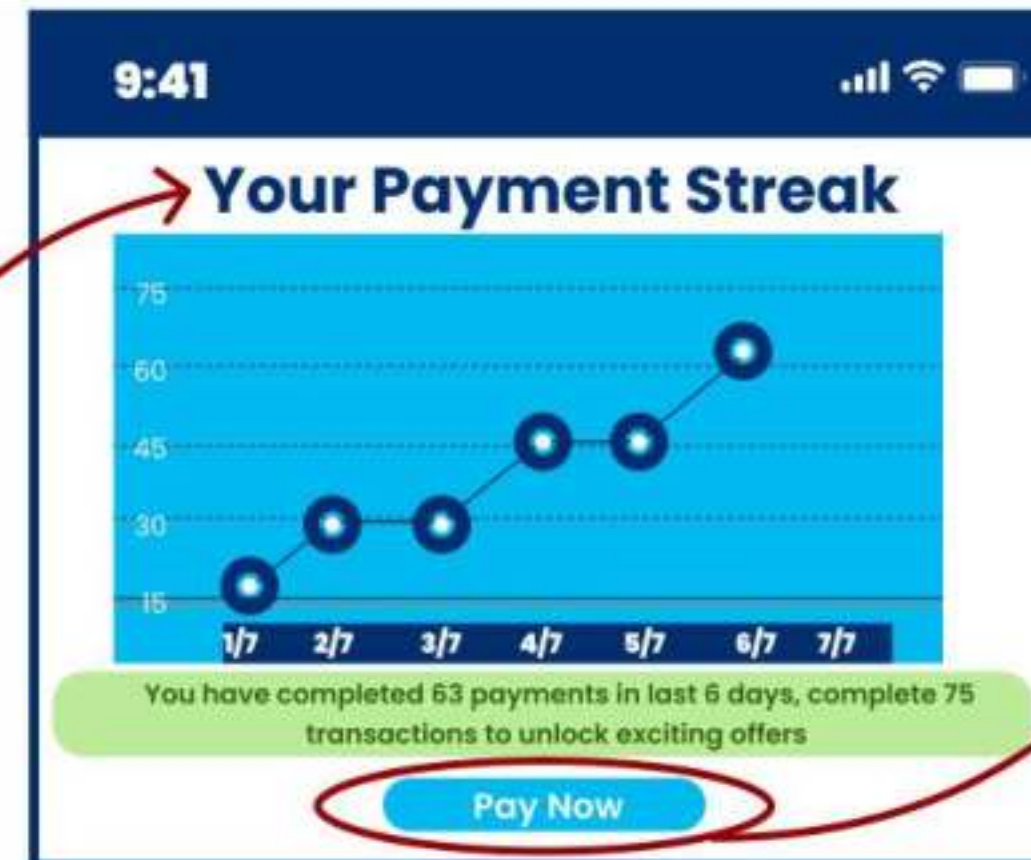 9:41
Your Payment Streak
75
60
45
30
15
1/7 2/7 3/7 4/7 5/7 6/7 7/7
You have completed 63 payments in last 6 days, complete 75
transactions to unlock exciting offers
Pay Now